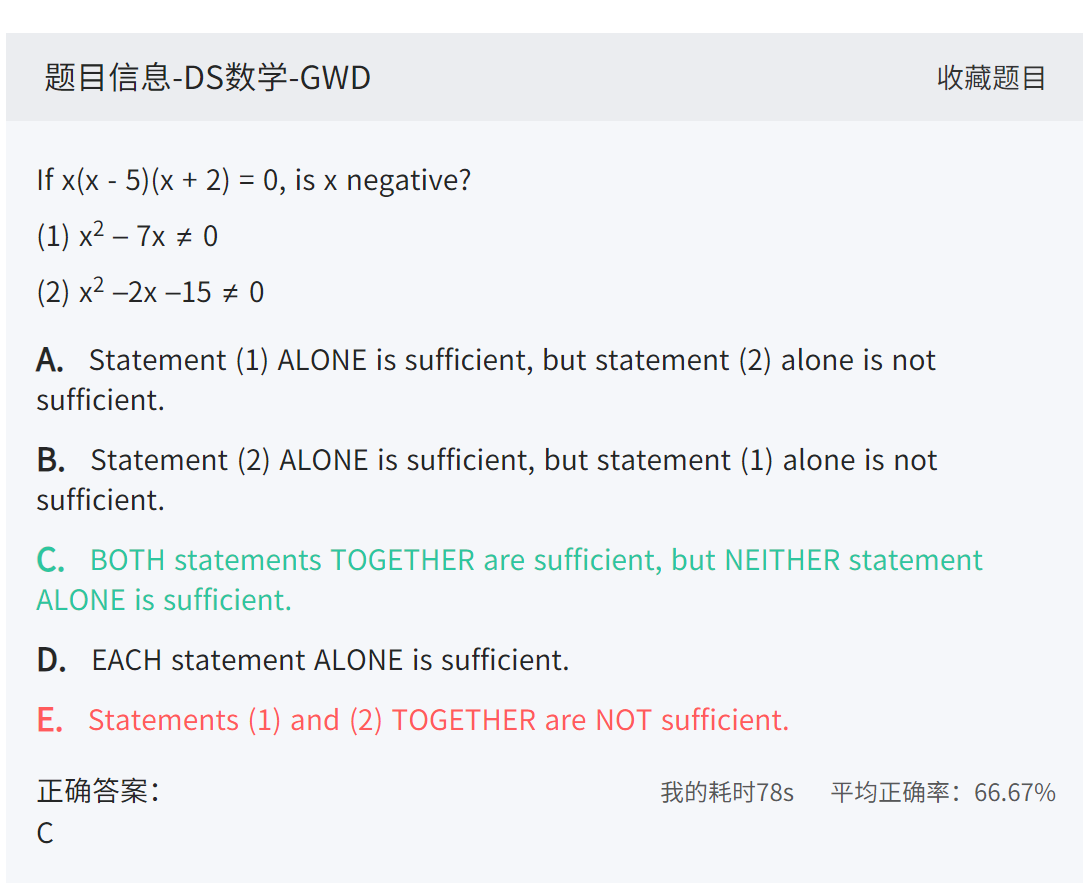 题目信息-DS数学-GWD
收藏题目
If x(x - 5)(x + 2) = 0, is x negative?
(1) x² – 7x ≠ 0
(2) x² –2x –15 ≠ 0
A. Statement (1) ALONE is sufficient, but statement (2) alone is not
sufficient.
B. Statement (2) ALONE is sufficient, but statement (1) alone is not
sufficient.
C. BOTH statements TOGETHER are sufficient, but NEITHER statement
ALONE is sufficient.
D. EACH statement ALONE is sufficient.
E. Statements (1) and (2) TOGETHER are NOT sufficient.
正确答案：
我的耗时78s 平均正确率：66.67%
C